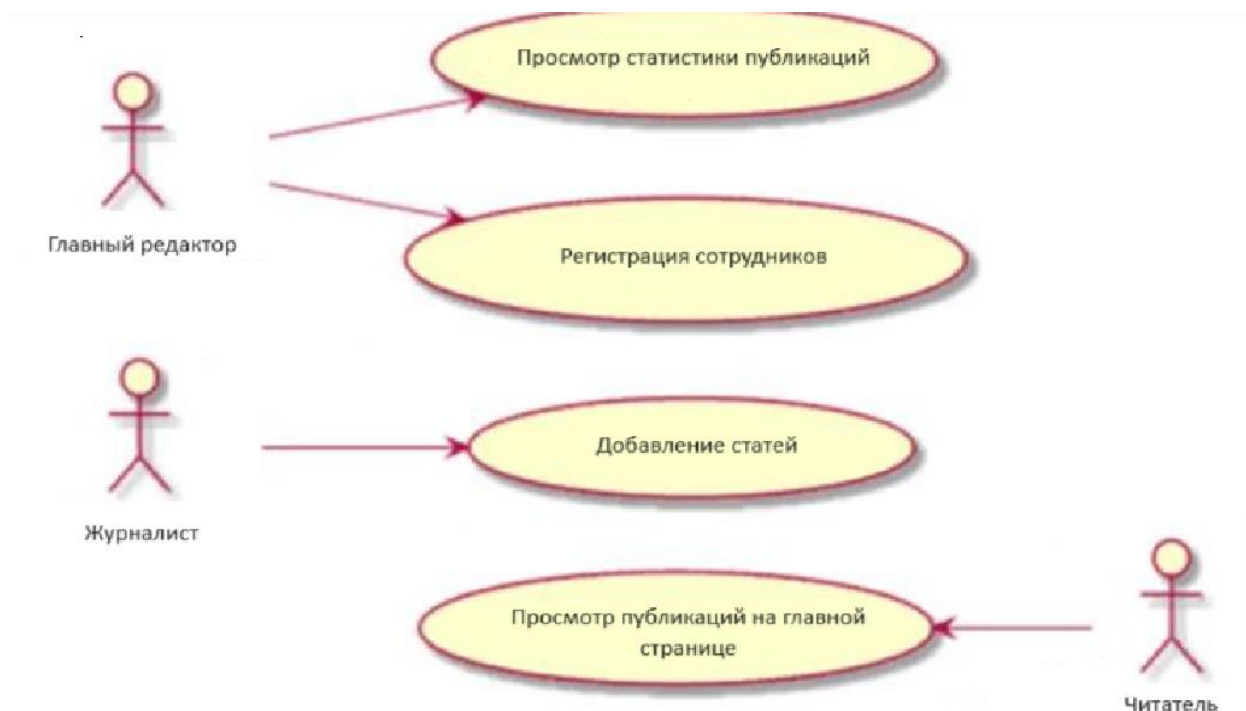 Просмотр статистики публикаций
Главный редактор
Регистрация сотрудников
Добавление статей
Журналист
Просмотр публикаций на главной
странице
Читатель